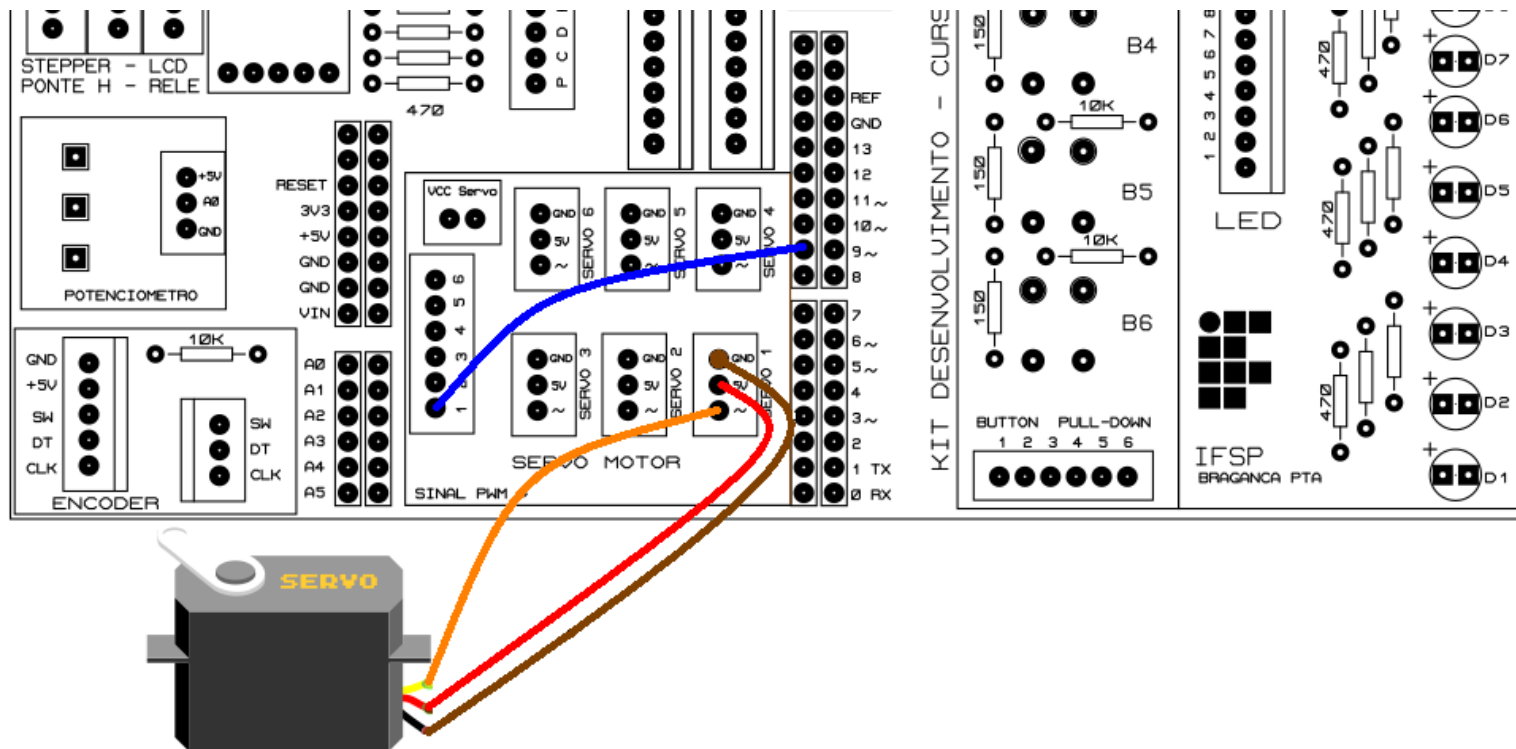 STEPPER - LCD
PONTE H - RELE
470
P C D
REF
GND
13
12
11~
10~
9~
8
7
6~
5~
4
3~
2
1 TX
0 RX
RESET
3V3
+5V
GND
GND
VIN
A0
A1
A2
A3
A4
A5
+5V
A0
GND
POTENCIOMETRO
10K
GND
+5V
SW
DT
CLK
SW
DT
CLK
ENCODER
VCC Servo
GND
5V
~
SERVO 6
GND
5V
~
SERVO 5
GND
5V
~
SERVO 4
6
5
4
3
2
1
GND
5V
~
SERVO 3
GND
5V
~
SERVO 2
GND
5V
~
SERVO 1
SERVO MOTOR
SINAL PWM
SERVO
KIT DESENVOLVIMENTO - CURS
150
B4
10K
150
B5
10K
150
B6
BUTTON PULL-DOWN
1 2 3 4 5 6
8
7
6
5
4
3
2
1
LED
470
470
470
D7
D6
D5
D4
D3
D2
D1
IFSP
BRAGANCA PTA